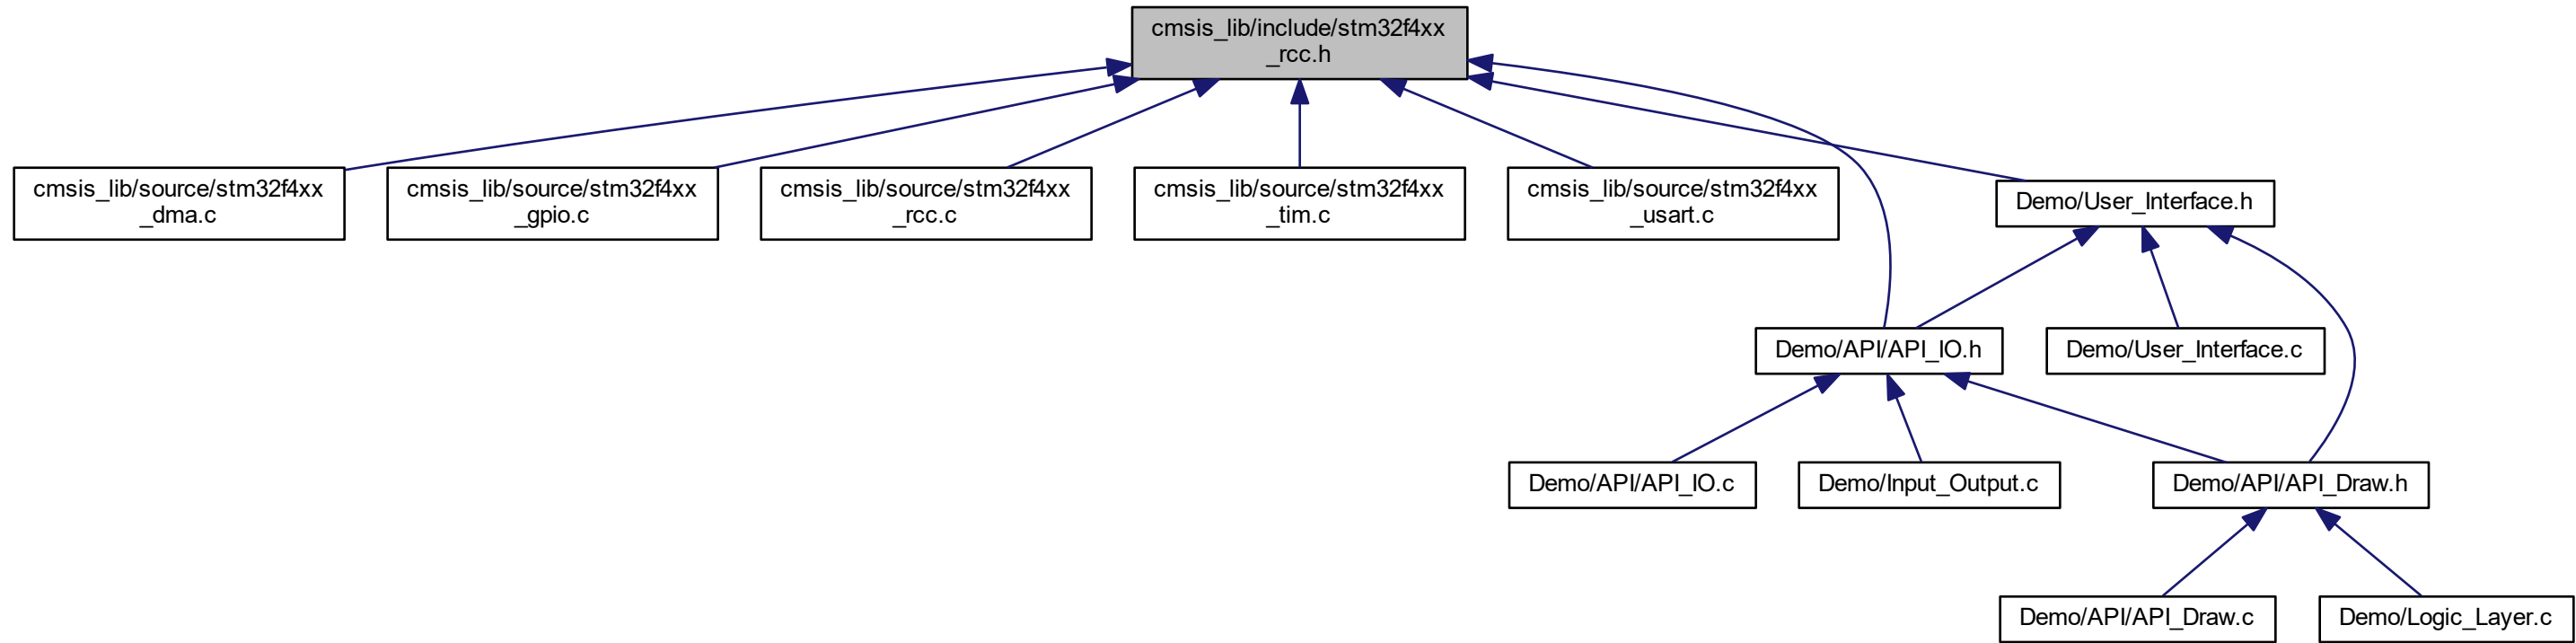 cmsis_lib/include/stm32f4xx
_rcc.h
cmsis_lib/source/stm32f4xx
_dma.c
cmsis_lib/source/stm32f4xx
_gpio.c
cmsis_lib/source/stm32f4xx
_rcc.c
cmsis_lib/source/stm32f4xx
_tim.c
cmsis_lib/source/stm32f4xx
_usart.c
Demo/User_Interface.h
Demo/API/API_IO.h
Demo/User_Interface.c
Demo/API/API_IO.c
Demo/Input_Output.c
Demo/API/API_Draw.h
Demo/API/API_Draw.c
Demo/Logic_Layer.c